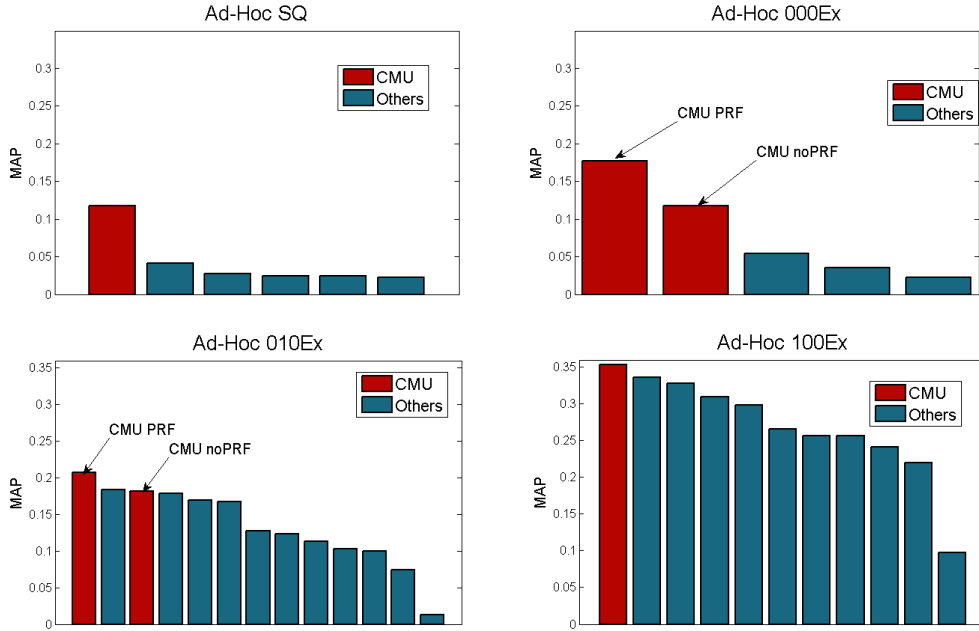 Ad-Hoc SQ
MAP
0.3
0.25
0.2
0.15
0.1
0.05
0
CMU
Others
Ad-Hoc 000Ex
MAP
0.3
0.25
0.2
0.15
0.1
0.05
0
CMU
Others
CMU PRF
CMU noPRF
Ad-Hoc 010Ex
MAP
0.35
0.3
0.25
0.2
0.15
0.1
0.05
0
CMU
Others
CMU PRF
CMU noPRF
Ad-Hoc 100Ex
MAP
0.35
0.3
0.25
0.2
0.15
0.1
0.05
0
CMU
Others